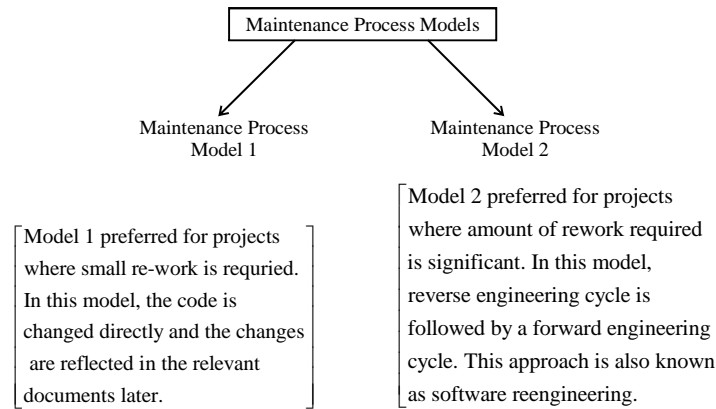 Maintenance Process Models
Maintenance Process
Model 1
Maintenance Process
Model 2
Model 1 preferred for projects
where small re-work is requried.
In this model, the code is
changed directly and the changes
are reflected in the relevant
documents later.
Model 2 preferred for projects
where amount of rework required
is significant. In this model,
reverse engineering cycle is
followed by a forward engineering
cycle. This approach is also known
as software reengineering.